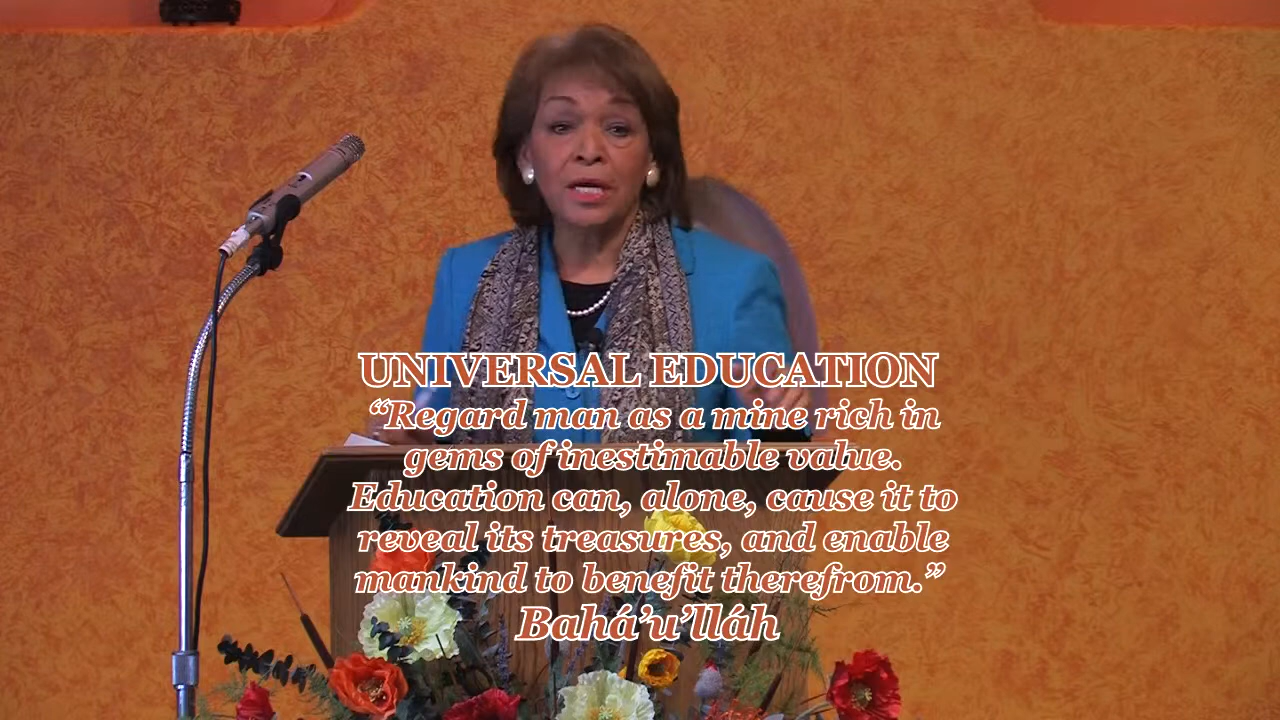 UNIVERSAL EDUCATION
“Regard man as a mine rich in
gems of inestimable value.
Education can, alone, cause it to
reveal its treasures, and enable
mankind to benefit therefrom.”
Bahá’u’lláh